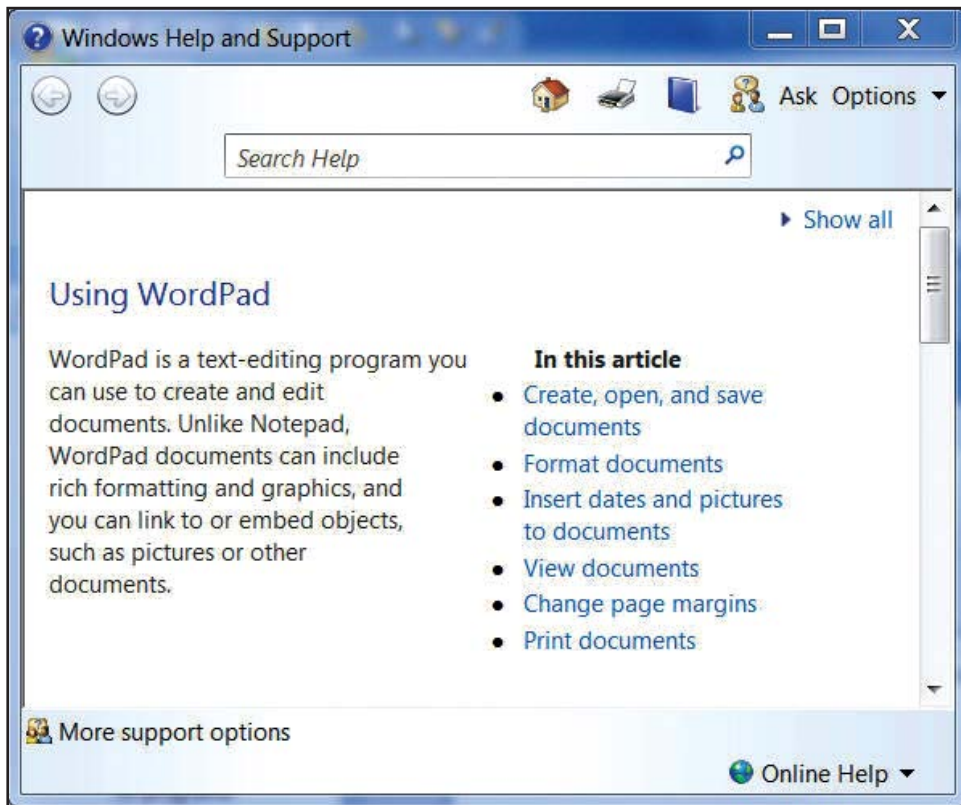 Windows Help and Support
Ask Options
Search Help
Show all
Using WordPad
WordPad is a text-editing program you
can use to create and edit
documents. Unlike Notepad,
WordPad documents can include
rich formatting and graphics, and
you can link to or embed objects,
such as pictures or other
documents.
In this article
Create, open, and save
documents
Format documents
Insert dates and pictures
to documents
View documents
Change page margins
Print documents
More support options
Online Help